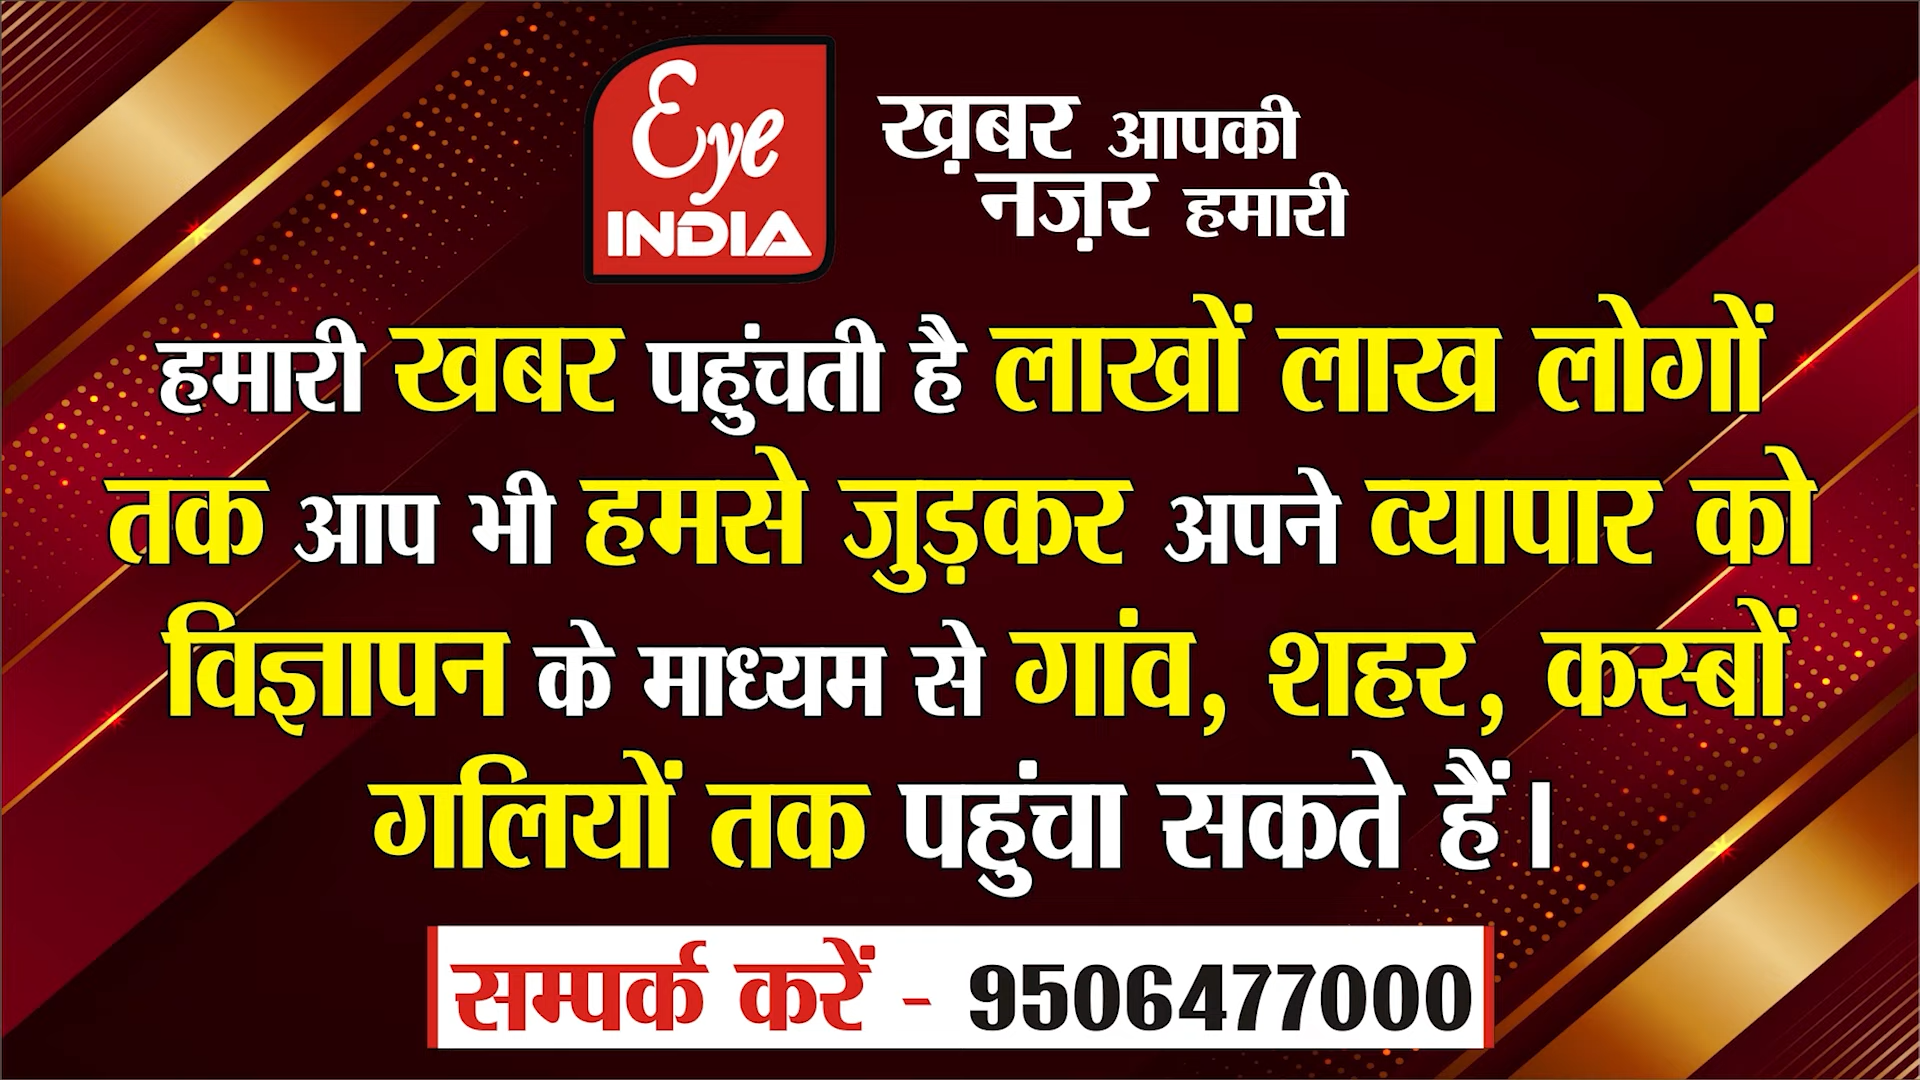 Eye
INDIA
ख़बर आपकी
नज़र हमारी
हमारी खबर पहुंचती है लाखों लाख लोगों
तक आप भी हमसे जुड़कर अपने व्यापार को
विज्ञापन के माध्यम से गांव, शहर, कस्बों
गलियों तक पहुंचा सकते हैं।
सम्पर्क करें - 9506477000